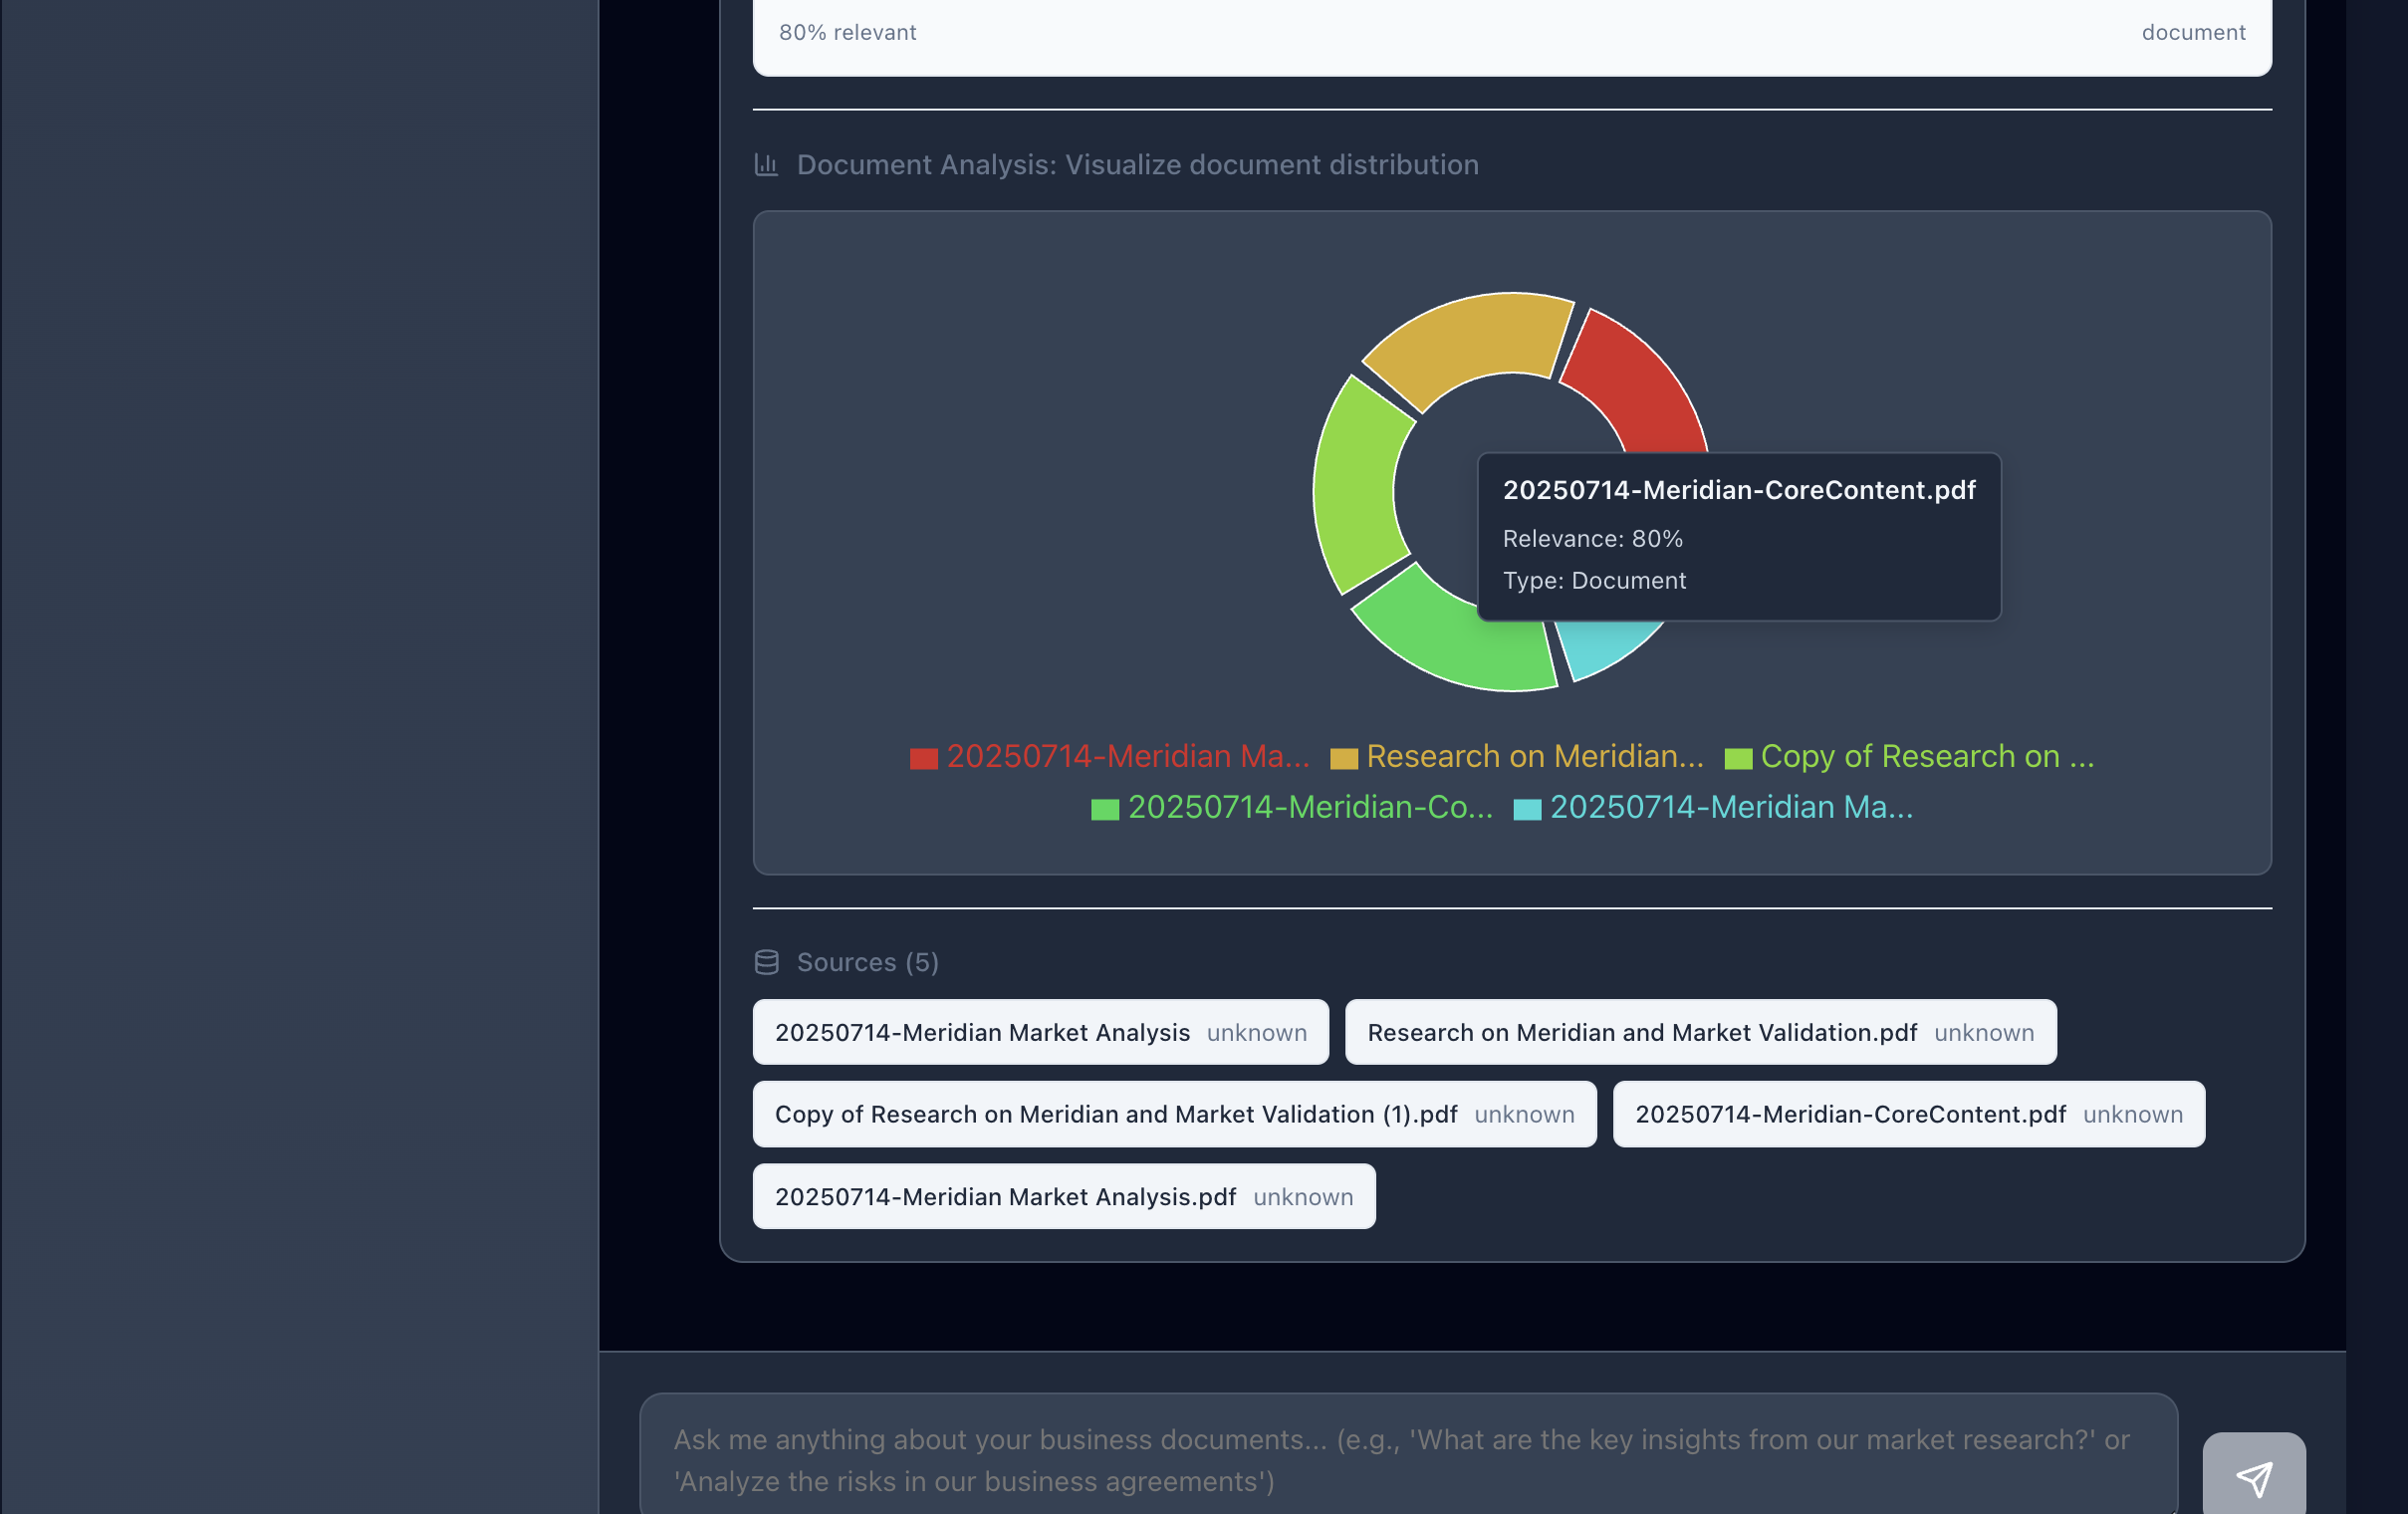 80% relevant document
Document Analysis: Visualize document distribution
20250714-Meridian-CoreContent.pdf
Relevance: 80%
Type: Document
20250714-Meridian Ma... Research on Meridian... Copy of Research on ...
20250714-Meridian-Co... 20250714-Meridian Ma...
Sources (5)
20250714-Meridian Market Analysis unknown Research on Meridian and Market Validation.pdf unknown
Copy of Research on Meridian and Market Validation (1).pdf unknown 20250714-Meridian-CoreContent.pdf unknown
20250714-Meridian Market Analysis.pdf unknown
Ask me anything about your business documents... (e.g., 'What are the key insights from our market research?' or
'Analyze the risks in our business agreements')